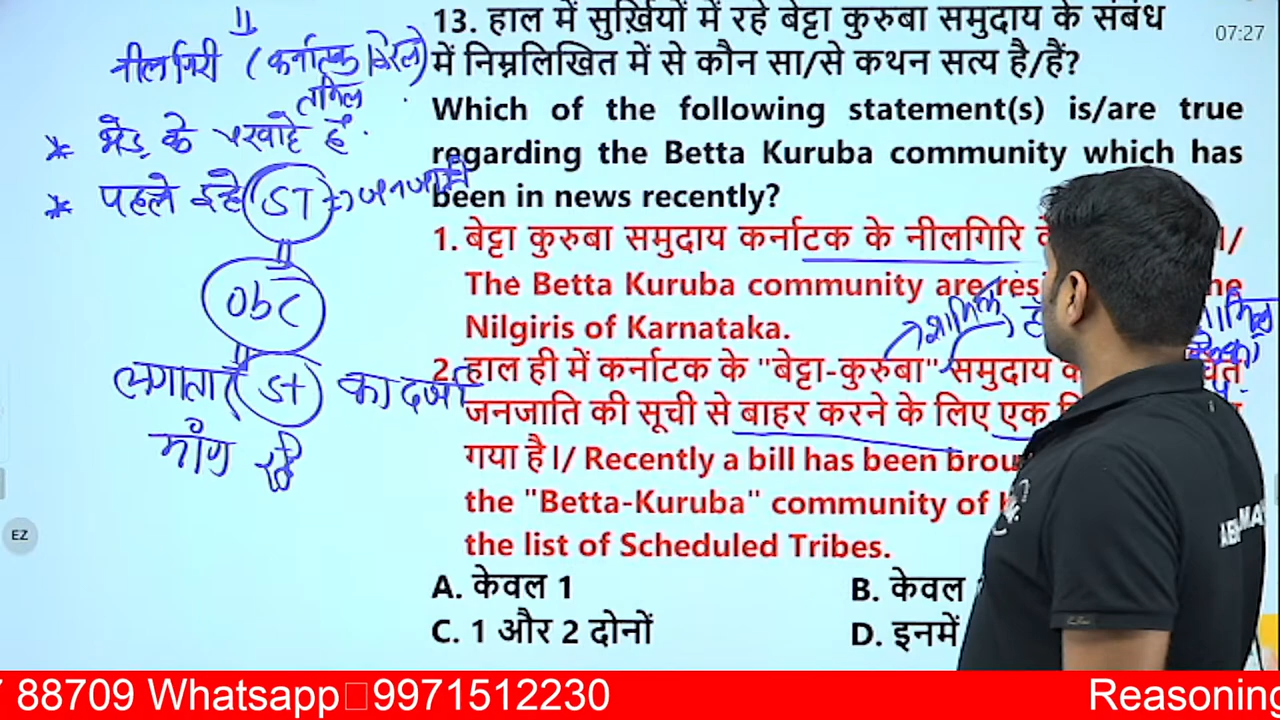 नीलगिरी (कर्नाटक केरल)
तमिल
* भेड़ के चरवाहे है.
* पहले इन्हे ST → जनजाति
ObC
लगातार ST का दर्जा
माँग रहे
EZ
07:27
13. हाल में सुर्ख़ियों में रहे बेट्टा कुरुबा समुदाय के संबंध
में निम्नलिखित में से कौन सा/से कथन सत्य है/हैं?
Which of the following statement(s) is/are true
regarding the Betta Kuruba community which has
been in news recently?
1. बेट्टा कुरुबा समुदाय कर्नाटक के नीलगिरि
The Betta Kuruba community are
Nilgiris of Karnataka.
शामिल
2. हाल ही में कर्नाटक के "बेट्टा-कुरुबा" समुदाय
जनजाति की सूची से बाहर करने के लिए एक
गया है।/ Recently a bill has been
the "Betta-Kuruba" community of
the list of Scheduled Tribes.
A. केवल 1
B. केवल
C. 1 और 2 दोनों
D. इनमें
88709 Whatsapp 9971512230
Reasoning